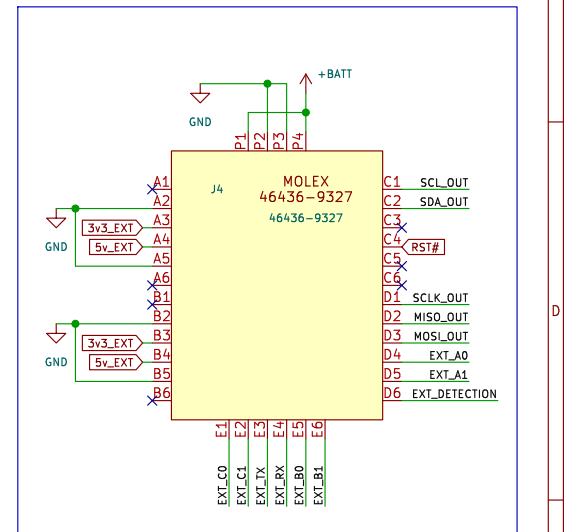 +BATT
GND
P1 P2 P3 P4
J4
MOLEX
46436-9327
46436-9327
A1
A2
GND
3v3_EXT A3
5v_EXT A4
A5
A6
B1
B2
GND
3v3_EXT B3
5v_EXT B4
B5
B6
C1 SCL_OUT
C2 SDA_OUT
C3
C4 RST#
C5
C6
D1 SCLK_OUT
D2 MISO_OUT
D3 MOSI_OUT
D4 EXT_A0
D5 EXT_A1
D6 EXT_DETECTION
E1 E2 E3 E4 E5 E6
EXT_C0
EXT_C1
EXT_TX
EXT_RX
EXT_B0
EXT_B1
D